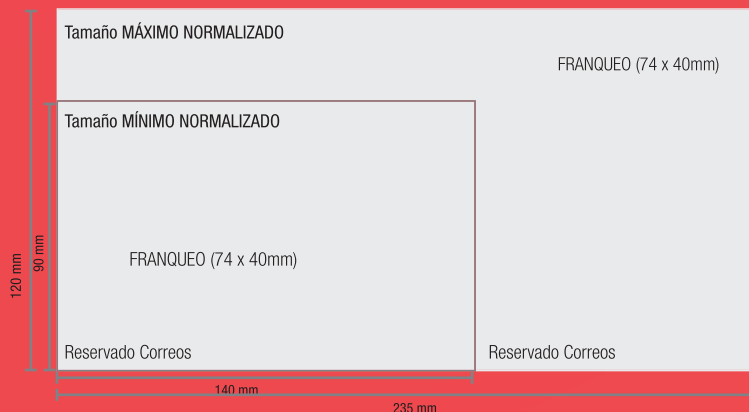 Tamaño MÁXIMO NORMALIZADO
FRANQUEO (74 x 40mm)
Tamaño MÍNIMO NORMALIZADO
FRANQUEO (74 x 40mm)
120 mm
90 mm
Reservado Correos
Reservado Correos
140 mm
235 mm